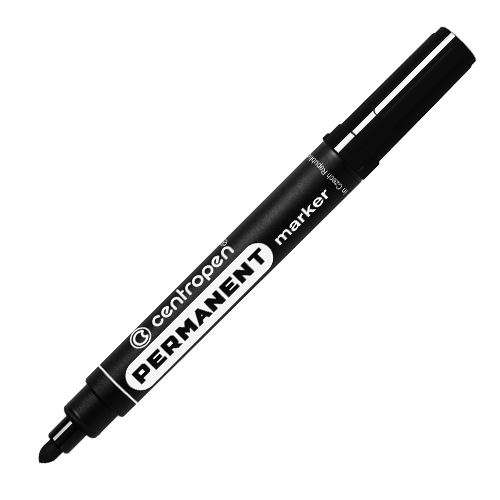 centropen®
PERMANENT
marker
in Czech Republic